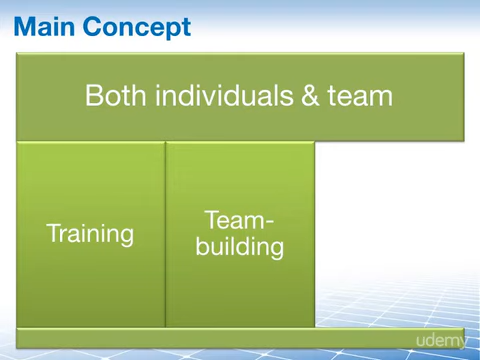 Main Concept
Both individuals & team
Training
Team-
building
udemy